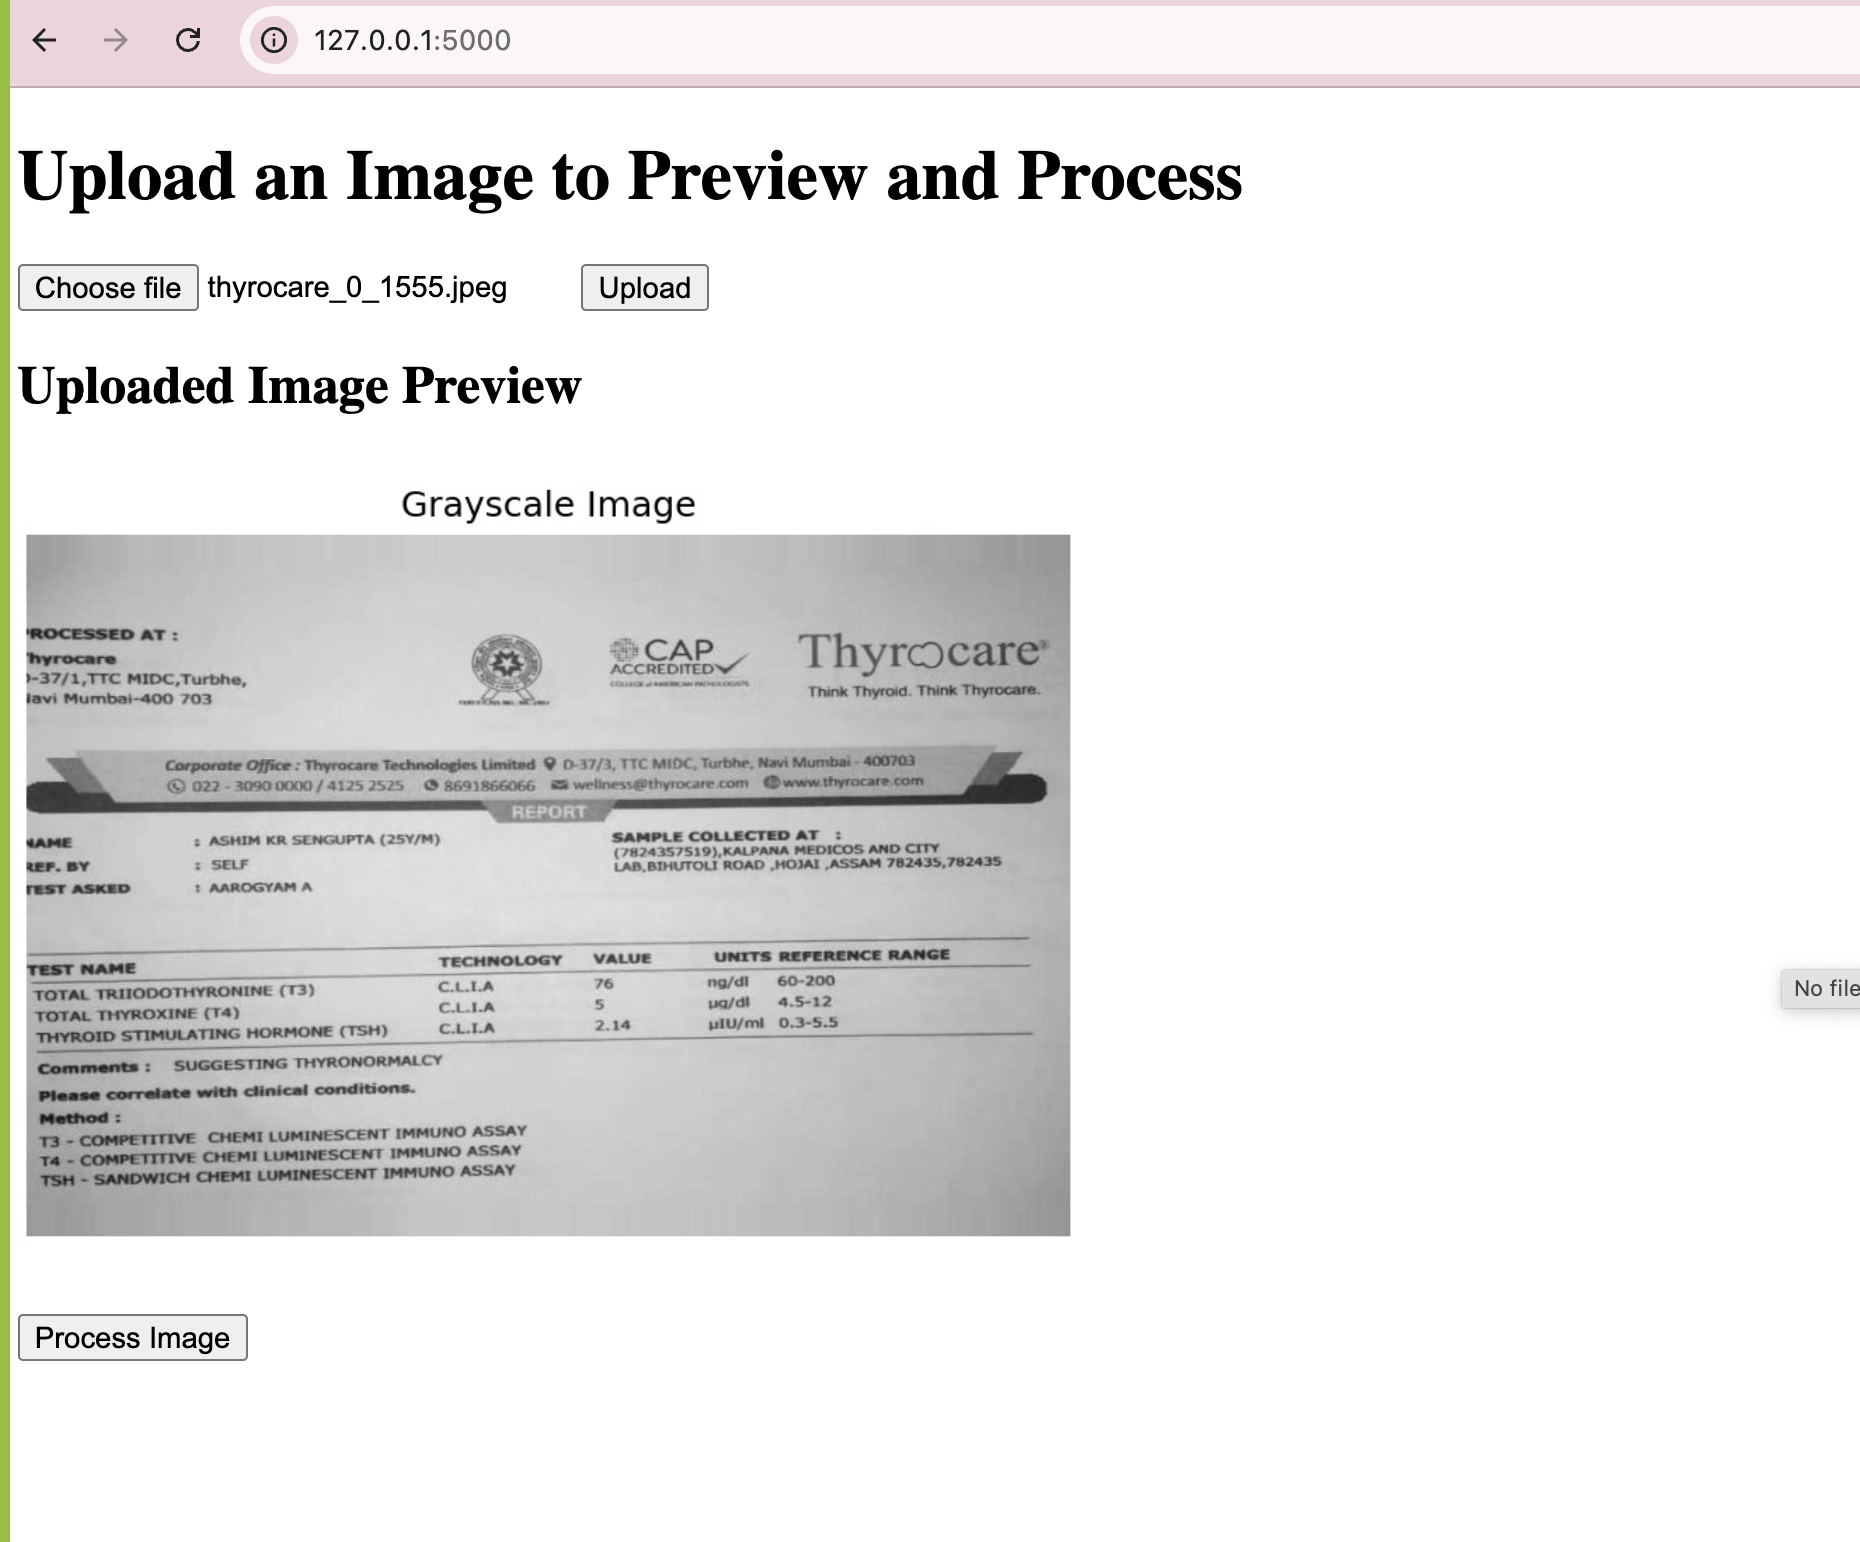 127.0.0.1:5000
Upload an Image to Preview and Process
Choose file thyrocare_0_1555.jpeg Upload
Uploaded Image Preview
Grayscale Image
ROCESSED AT :
hyrocare
-37/1,TTC MIDC,Turbhe,
avi Mumbai-400 703
CAP
ACCREDITED
COLLEGE of AMERICAN PATHOLOGISTS
Thyrocare®
Think Thyroid. Think Thyrocare.
Corporate Office : Thyrocare Technologies Limited D-37/3, TTC MIDC, Turbhe, Navi Mumbai - 400703
022 - 3090 0000 / 4125 2525 8691866066 wellness@thyrocare.com www.thyrocare.com
REPORT
NAME : ASHIM KR SENGUPTA (25Y/M)
REF. BY : SELF
TEST ASKED : AAROGYAM A
SAMPLE COLLECTED AT :
(7824357519),KALPANA MEDICOS AND CITY
LAB,BIHUTOLI ROAD ,HOJAI ,ASSAM 782435,782435
TEST NAME TECHNOLOGY VALUE UNITS REFERENCE RANGE
TOTAL TRIIODOTHYRONINE (T3) C.L.I.A 76 ng/dl 60-200
TOTAL THYROXINE (T4) C.L.I.A 5 µg/dl 4.5-12
THYROID STIMULATING HORMONE (TSH) C.L.I.A 2.14 µIU/ml 0.3-5.5
Comments : SUGGESTING THYRONORMALCY
Please correlate with clinical conditions.
Method :
T3 - COMPETITIVE CHEMI LUMINESCENT IMMUNO ASSAY
T4 - COMPETITIVE CHEMI LUMINESCENT IMMUNO ASSAY
TSH - SANDWICH CHEMI LUMINESCENT IMMUNO ASSAY
No file
Process Image